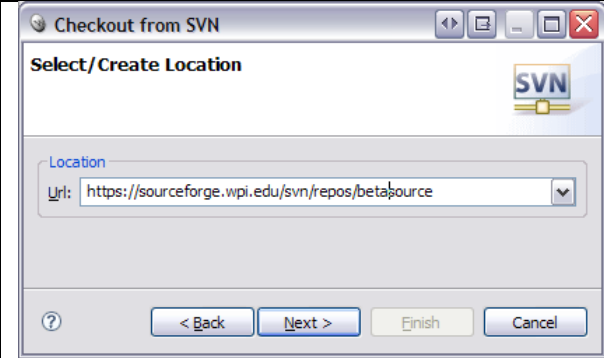 Checkout from SVN
Select/Create Location
SVN
Location
Url: https://sourceforge.wpi.edu/svn/repos/betasource
? < Back Next > Finish Cancel